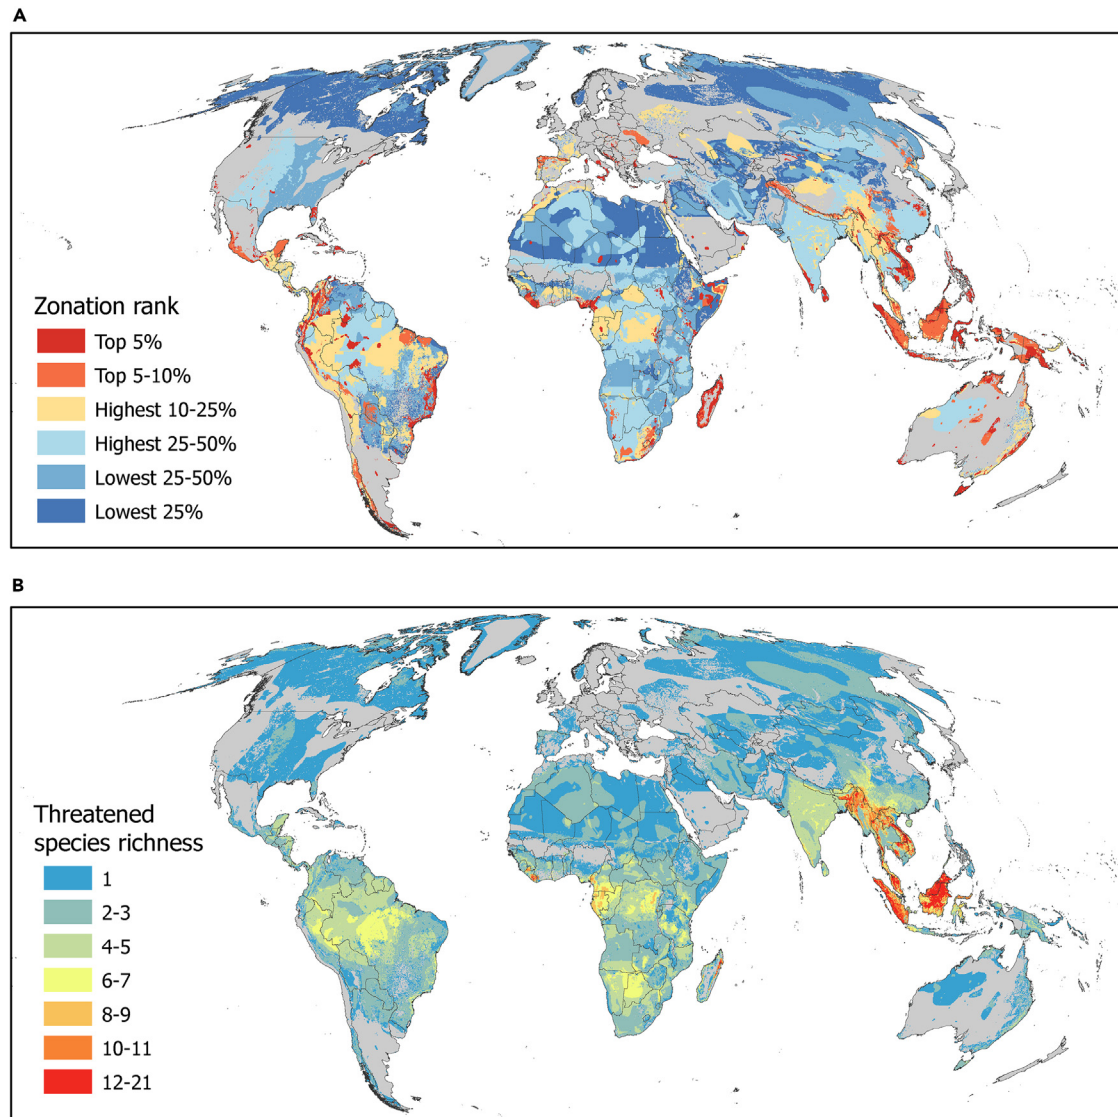 A
Zonation rank
Top 5%
Top 5-10%
Highest 10-25%
Highest 25-50%
Lowest 25-50%
Lowest 25%
B
Threatened
species richness
1
2-3
4-5
6-7
8-9
10-11
12-21